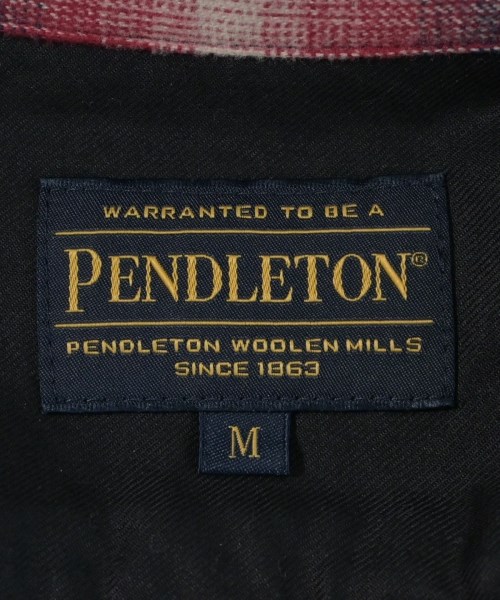 WARRANTED TO BE A
PENDLETON®
PENDLETON WOOLEN MILLS
SINCE 1863
M